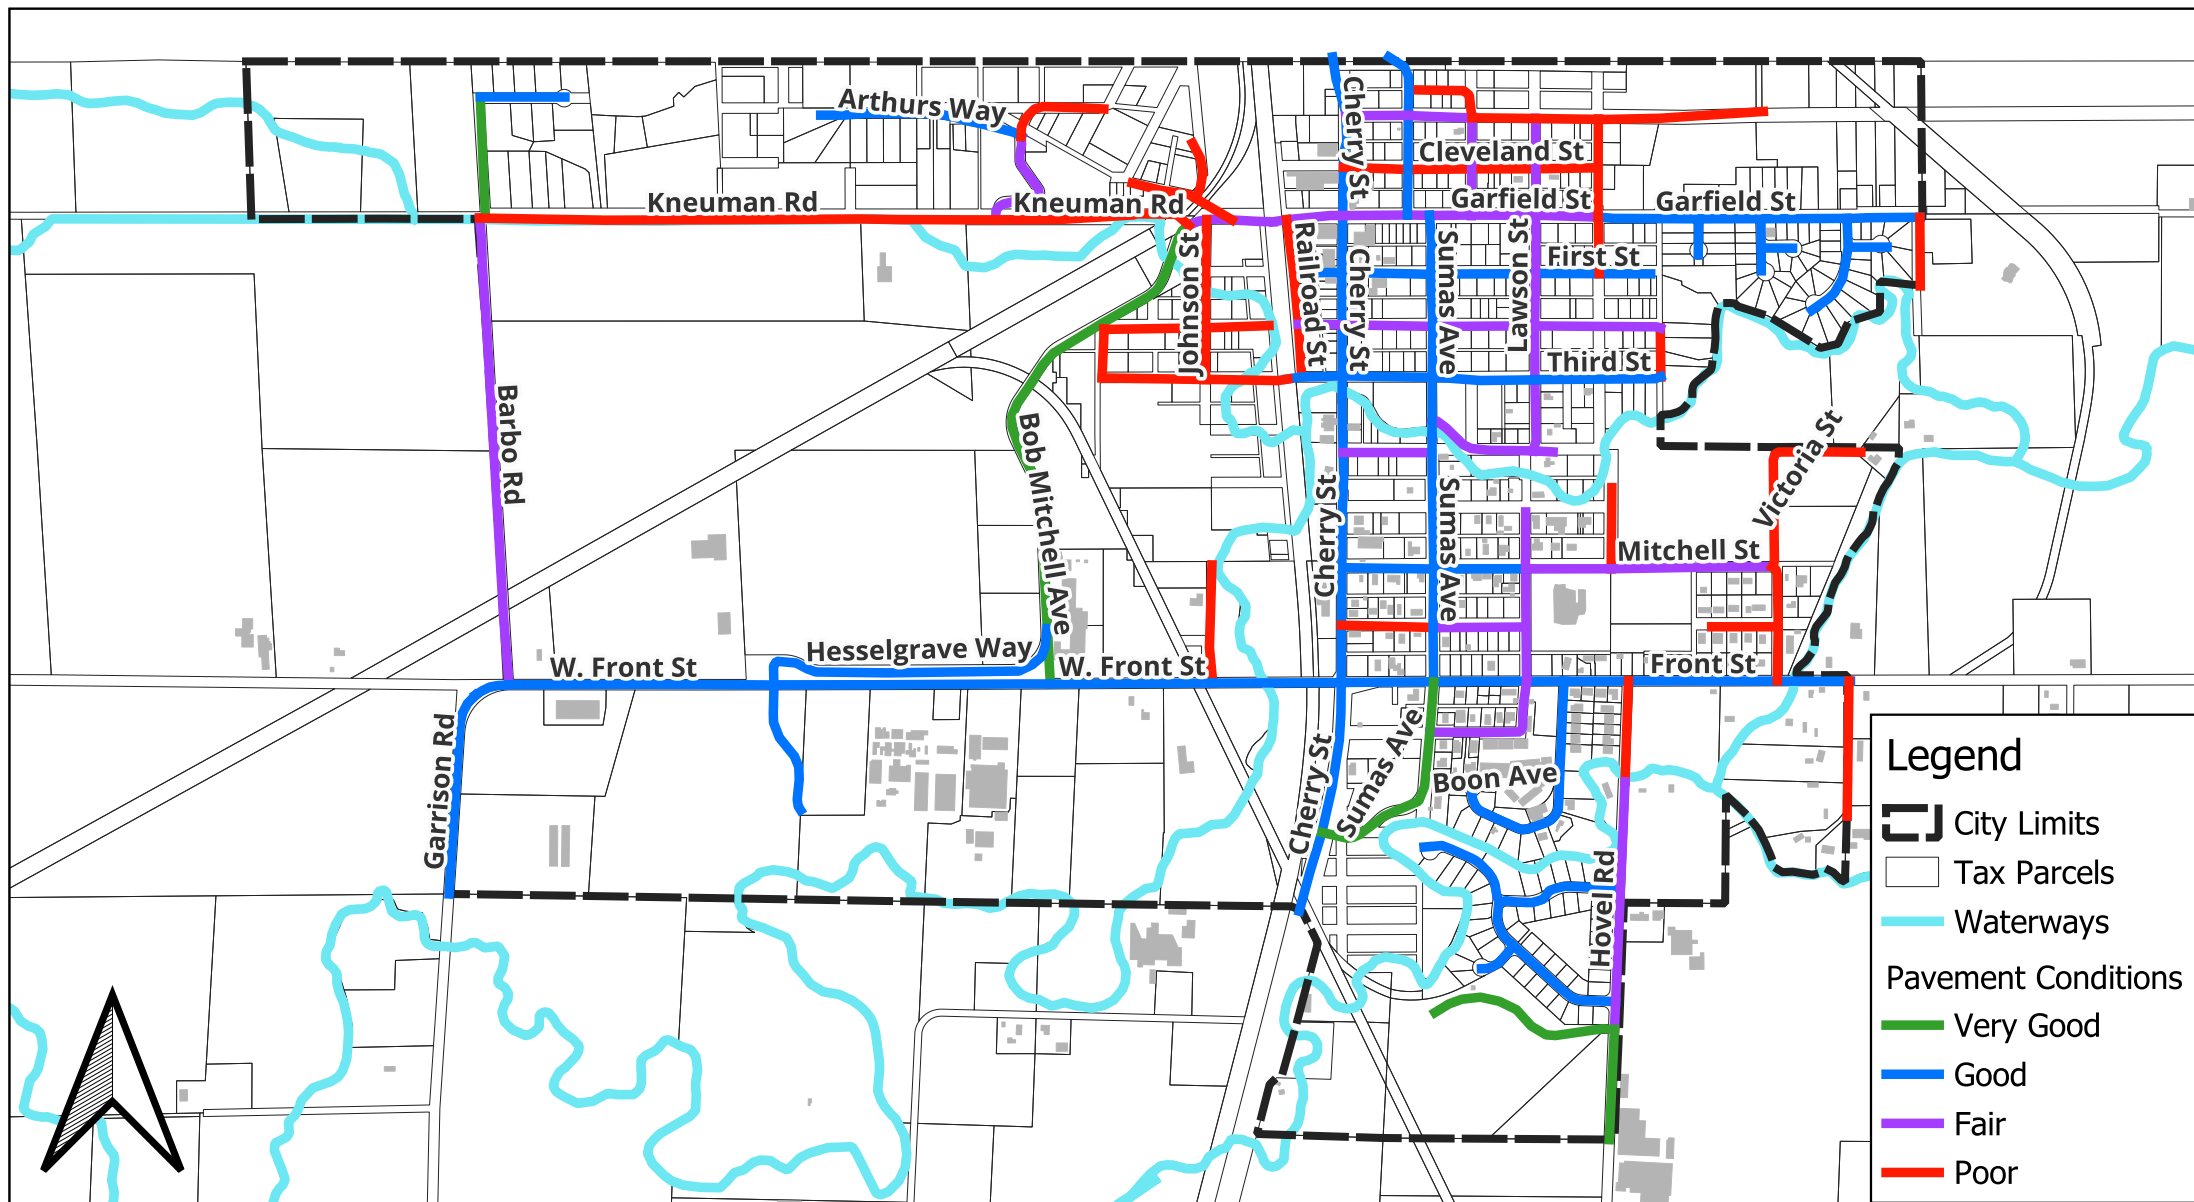 Arthurs Way
Cherry St
Cleveland St
Kneuman Rd
Kneuman Rd
Garfield St
Garfield St
Johnson St
Railroad St
Cherry St
Sumas Ave
Lawson St
First St
Third St
Barbo Rd
Bob Mitchell Ave
Cherry St
Sumas Ave
Victoria St
Mitchell St
Hesselgrave Way
W. Front St
W. Front St
Front St
Garrison Rd
Cherry St
Sumas Ave
Boon Ave
Hovel Rd
Legend
City Limits
Tax Parcels
Waterways
Pavement Conditions
Very Good
Good
Fair
Poor